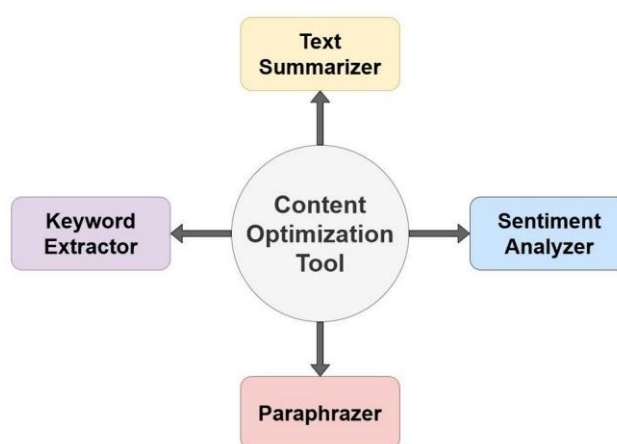 Text
Summarizer
Keyword
Extractor
Content
Optimization
Tool
Sentiment
Analyzer
Paraphrazer